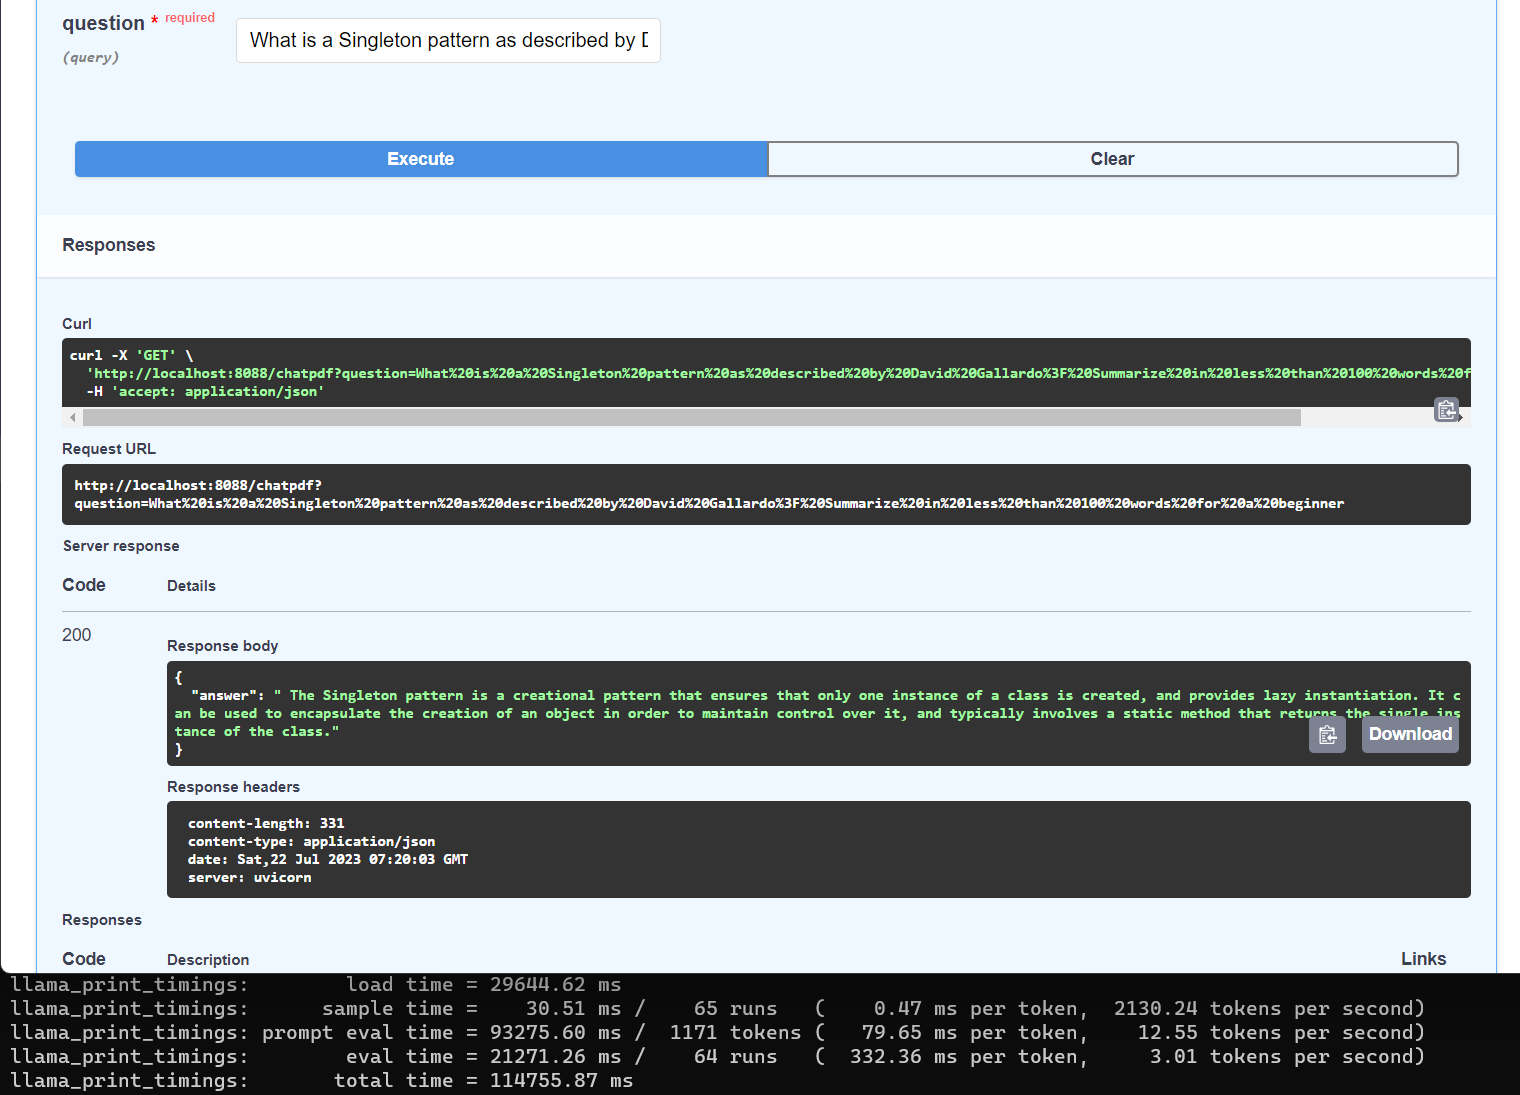 question * required
(query)
What is a Singleton pattern as described by D
Execute
Clear
Responses
Curl
curl -X 'GET' \
'http://localhost:8088/chatpdf?question=What%20is%20a%20Singleton%20pattern%20as%20described%20by%20David%20Gallardo%3F%20Summarize%20in%20less%20than%20100%20words%20f
-H 'accept: application/json'
Request URL
http://localhost:8088/chatpdf?
question=What%20is%20a%20Singleton%20pattern%20as%20described%20by%20David%20Gallardo%3F%20Summarize%20in%20less%20than%20100%20words%20for%20a%20beginner
Server response
Code Details
200
Response body
{
"answer": " The Singleton pattern is a creational pattern that ensures that only one instance of a class is created, and provides lazy instantiation. It c
an be used to encapsulate the creation of an object in order to maintain control over it, and typically involves a static method that returns the single ins
tance of the class."
}
Download
Response headers
content-length: 331
content-type: application/json
date: Sat,22 Jul 2023 07:20:03 GMT
server: uvicorn
Responses
Code Description Links
llama_print_timings: load time = 29644.62 ms
llama_print_timings: sample time = 30.51 ms / 65 runs ( 0.47 ms per token, 2130.24 tokens per second)
llama_print_timings: prompt eval time = 93275.60 ms / 1171 tokens ( 79.65 ms per token, 12.55 tokens per second)
llama_print_timings: eval time = 21271.26 ms / 64 runs ( 332.36 ms per token, 3.01 tokens per second)
llama_print_timings: total time = 114755.87 ms